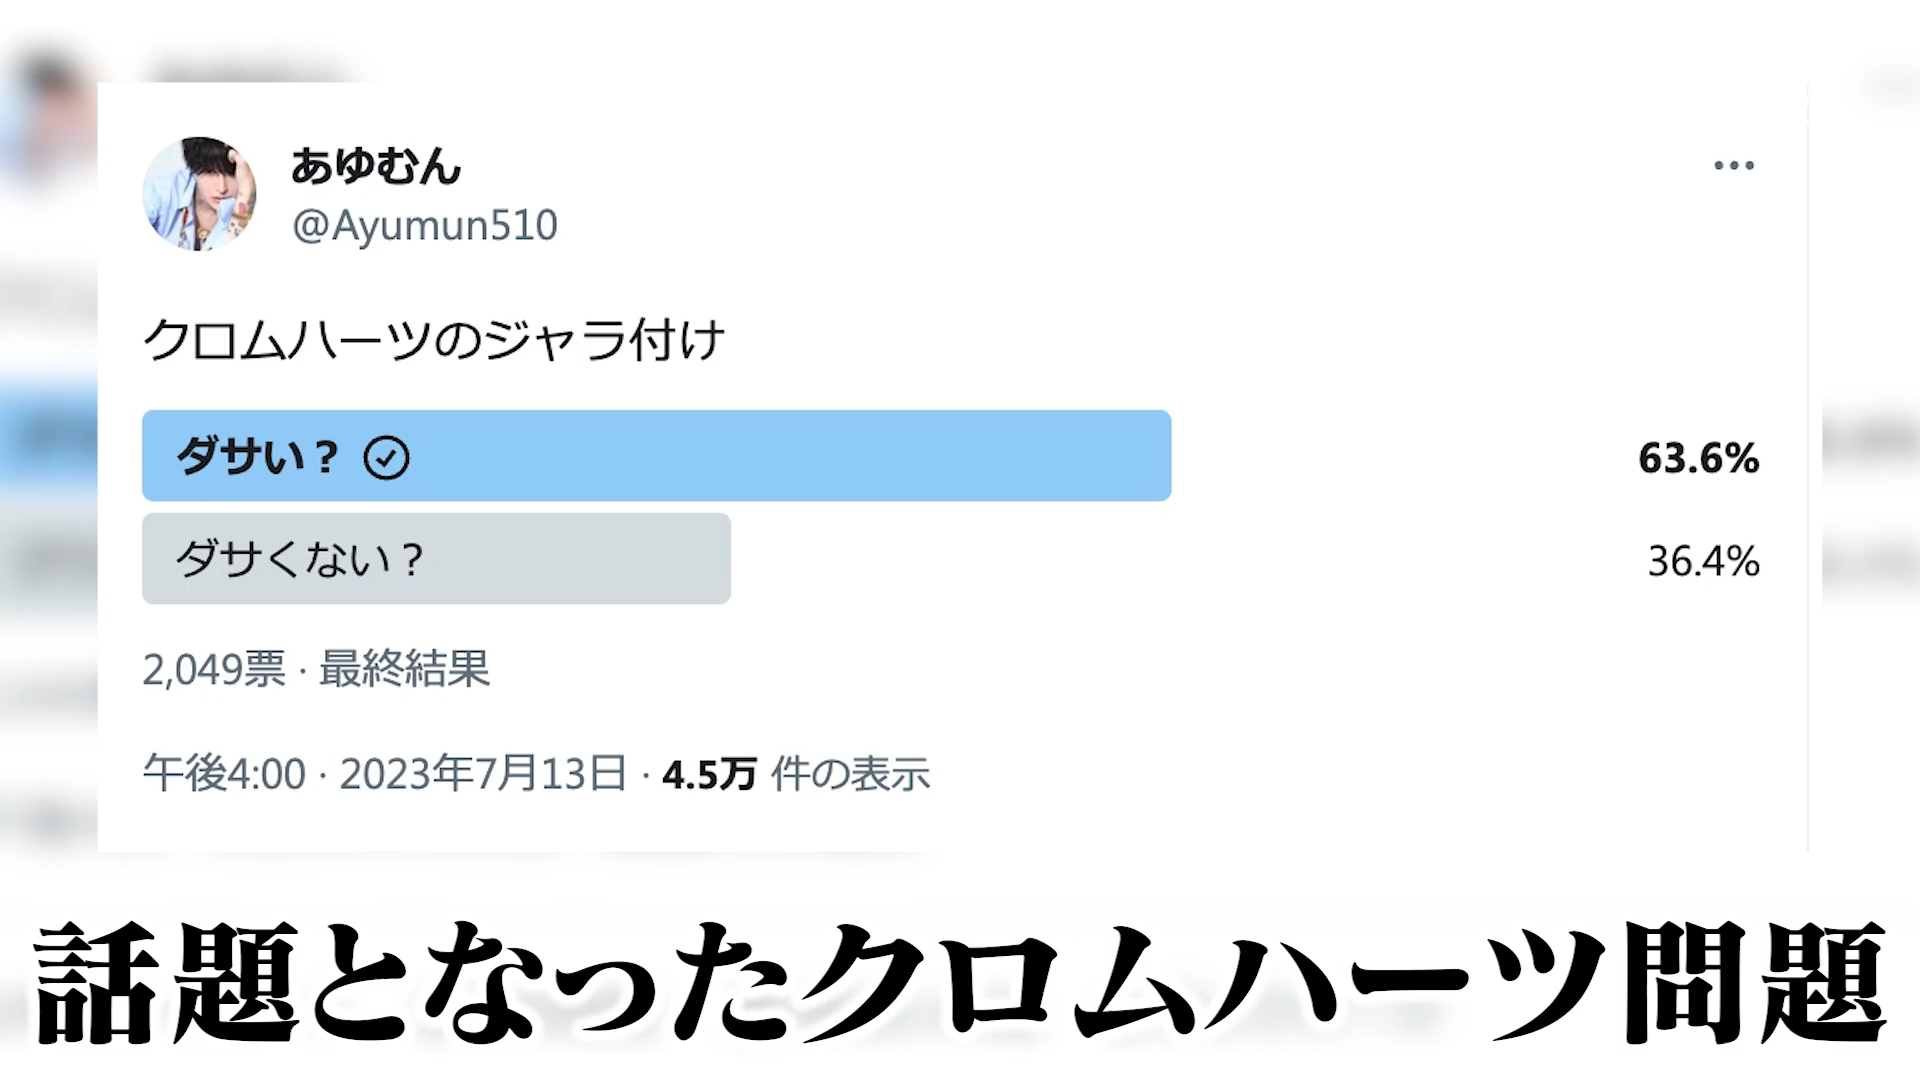 あゆむん
@Ayumun510
クロムハーツのジャラ付け
ダサい？ 63.6%
ダサくない？ 36.4%
2,049票 · 最終結果
午後4:00 · 2023年7月13日 · 4.5万 件の表示
話題となったクロムハーツ問題